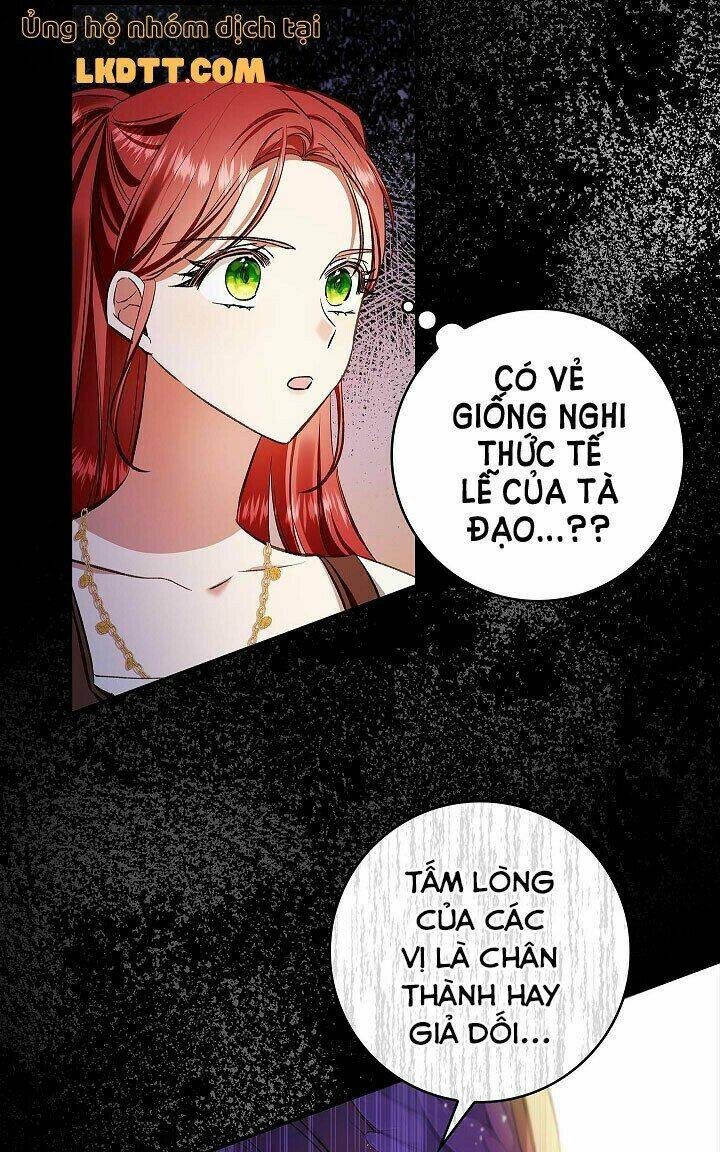 Ủng hộ nhóm dịch tại
LKDTT.COM
CÓ VẺ
GIỐNG NGHI
THỨC TẾ
LỄ CỦA TÀ
ĐẠO...??
TẤM LÒNG
CỦA CÁC
VỊ LÀ CHÂN
THÀNH HAY
GIẢ DỐI...